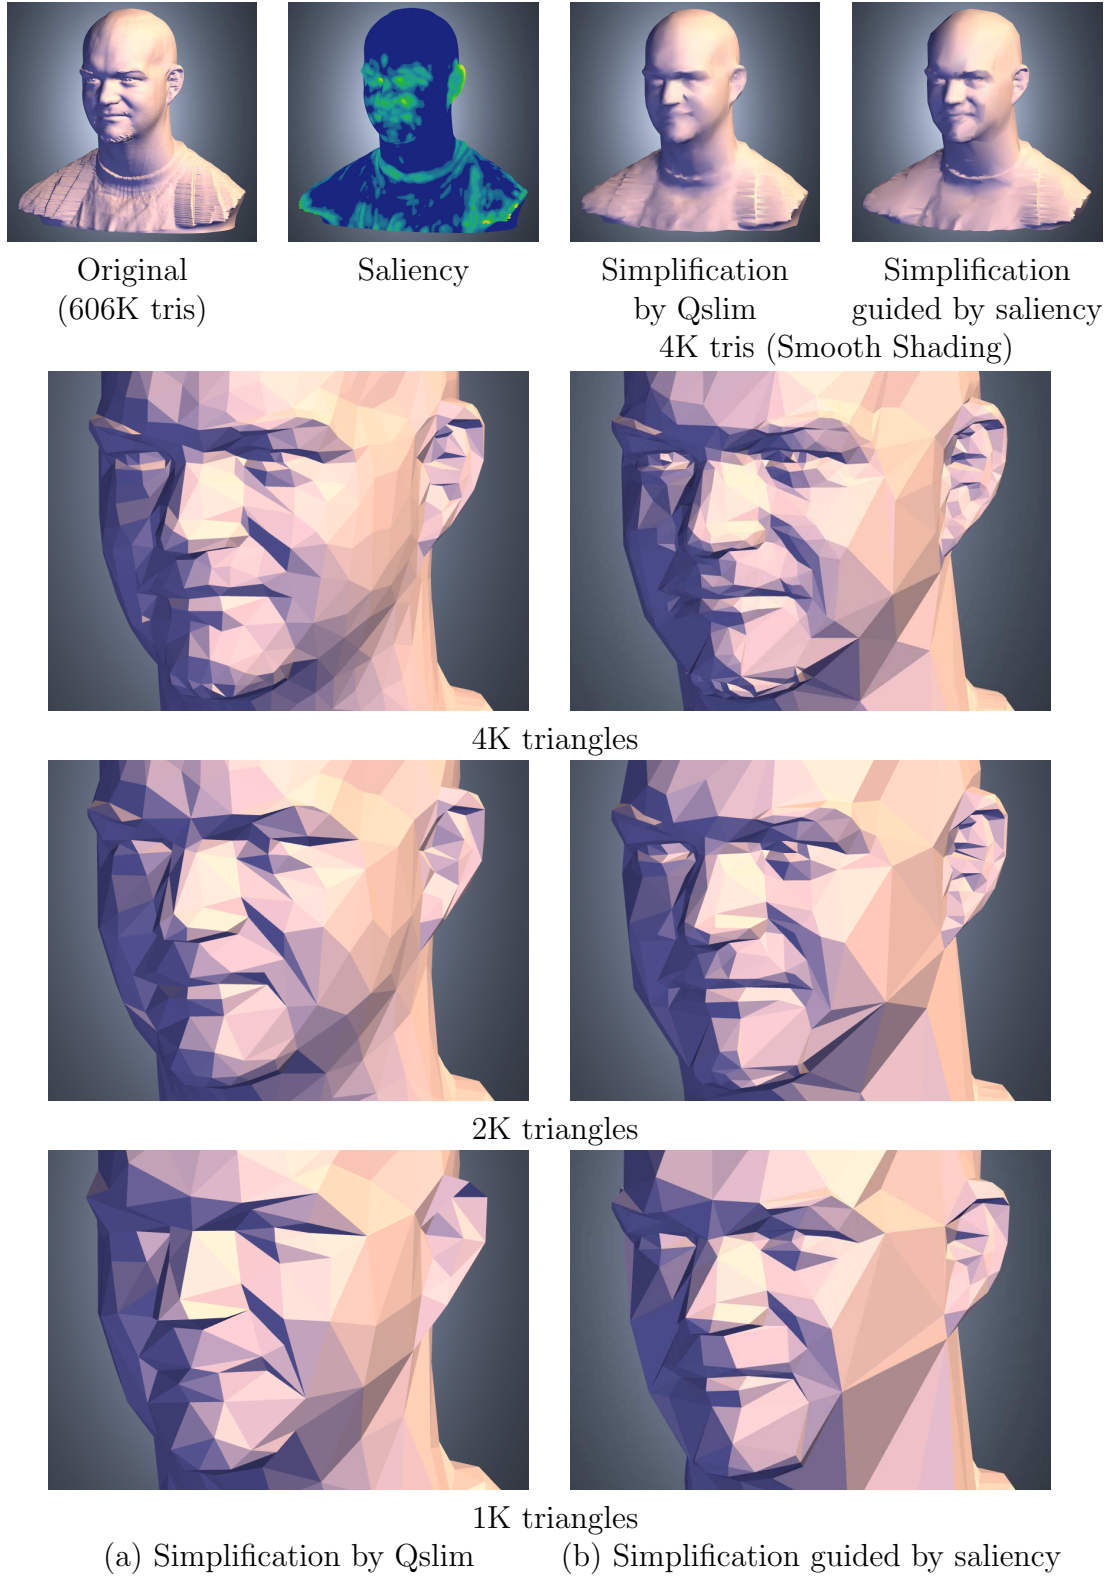 Original
(606K tris)
Saliency
Simplification
by Qslim
Simplification
guided by saliency
4K tris (Smooth Shading)
4K triangles
2K triangles
1K triangles
(a) Simplification by Qslim
(b) Simplification guided by saliency